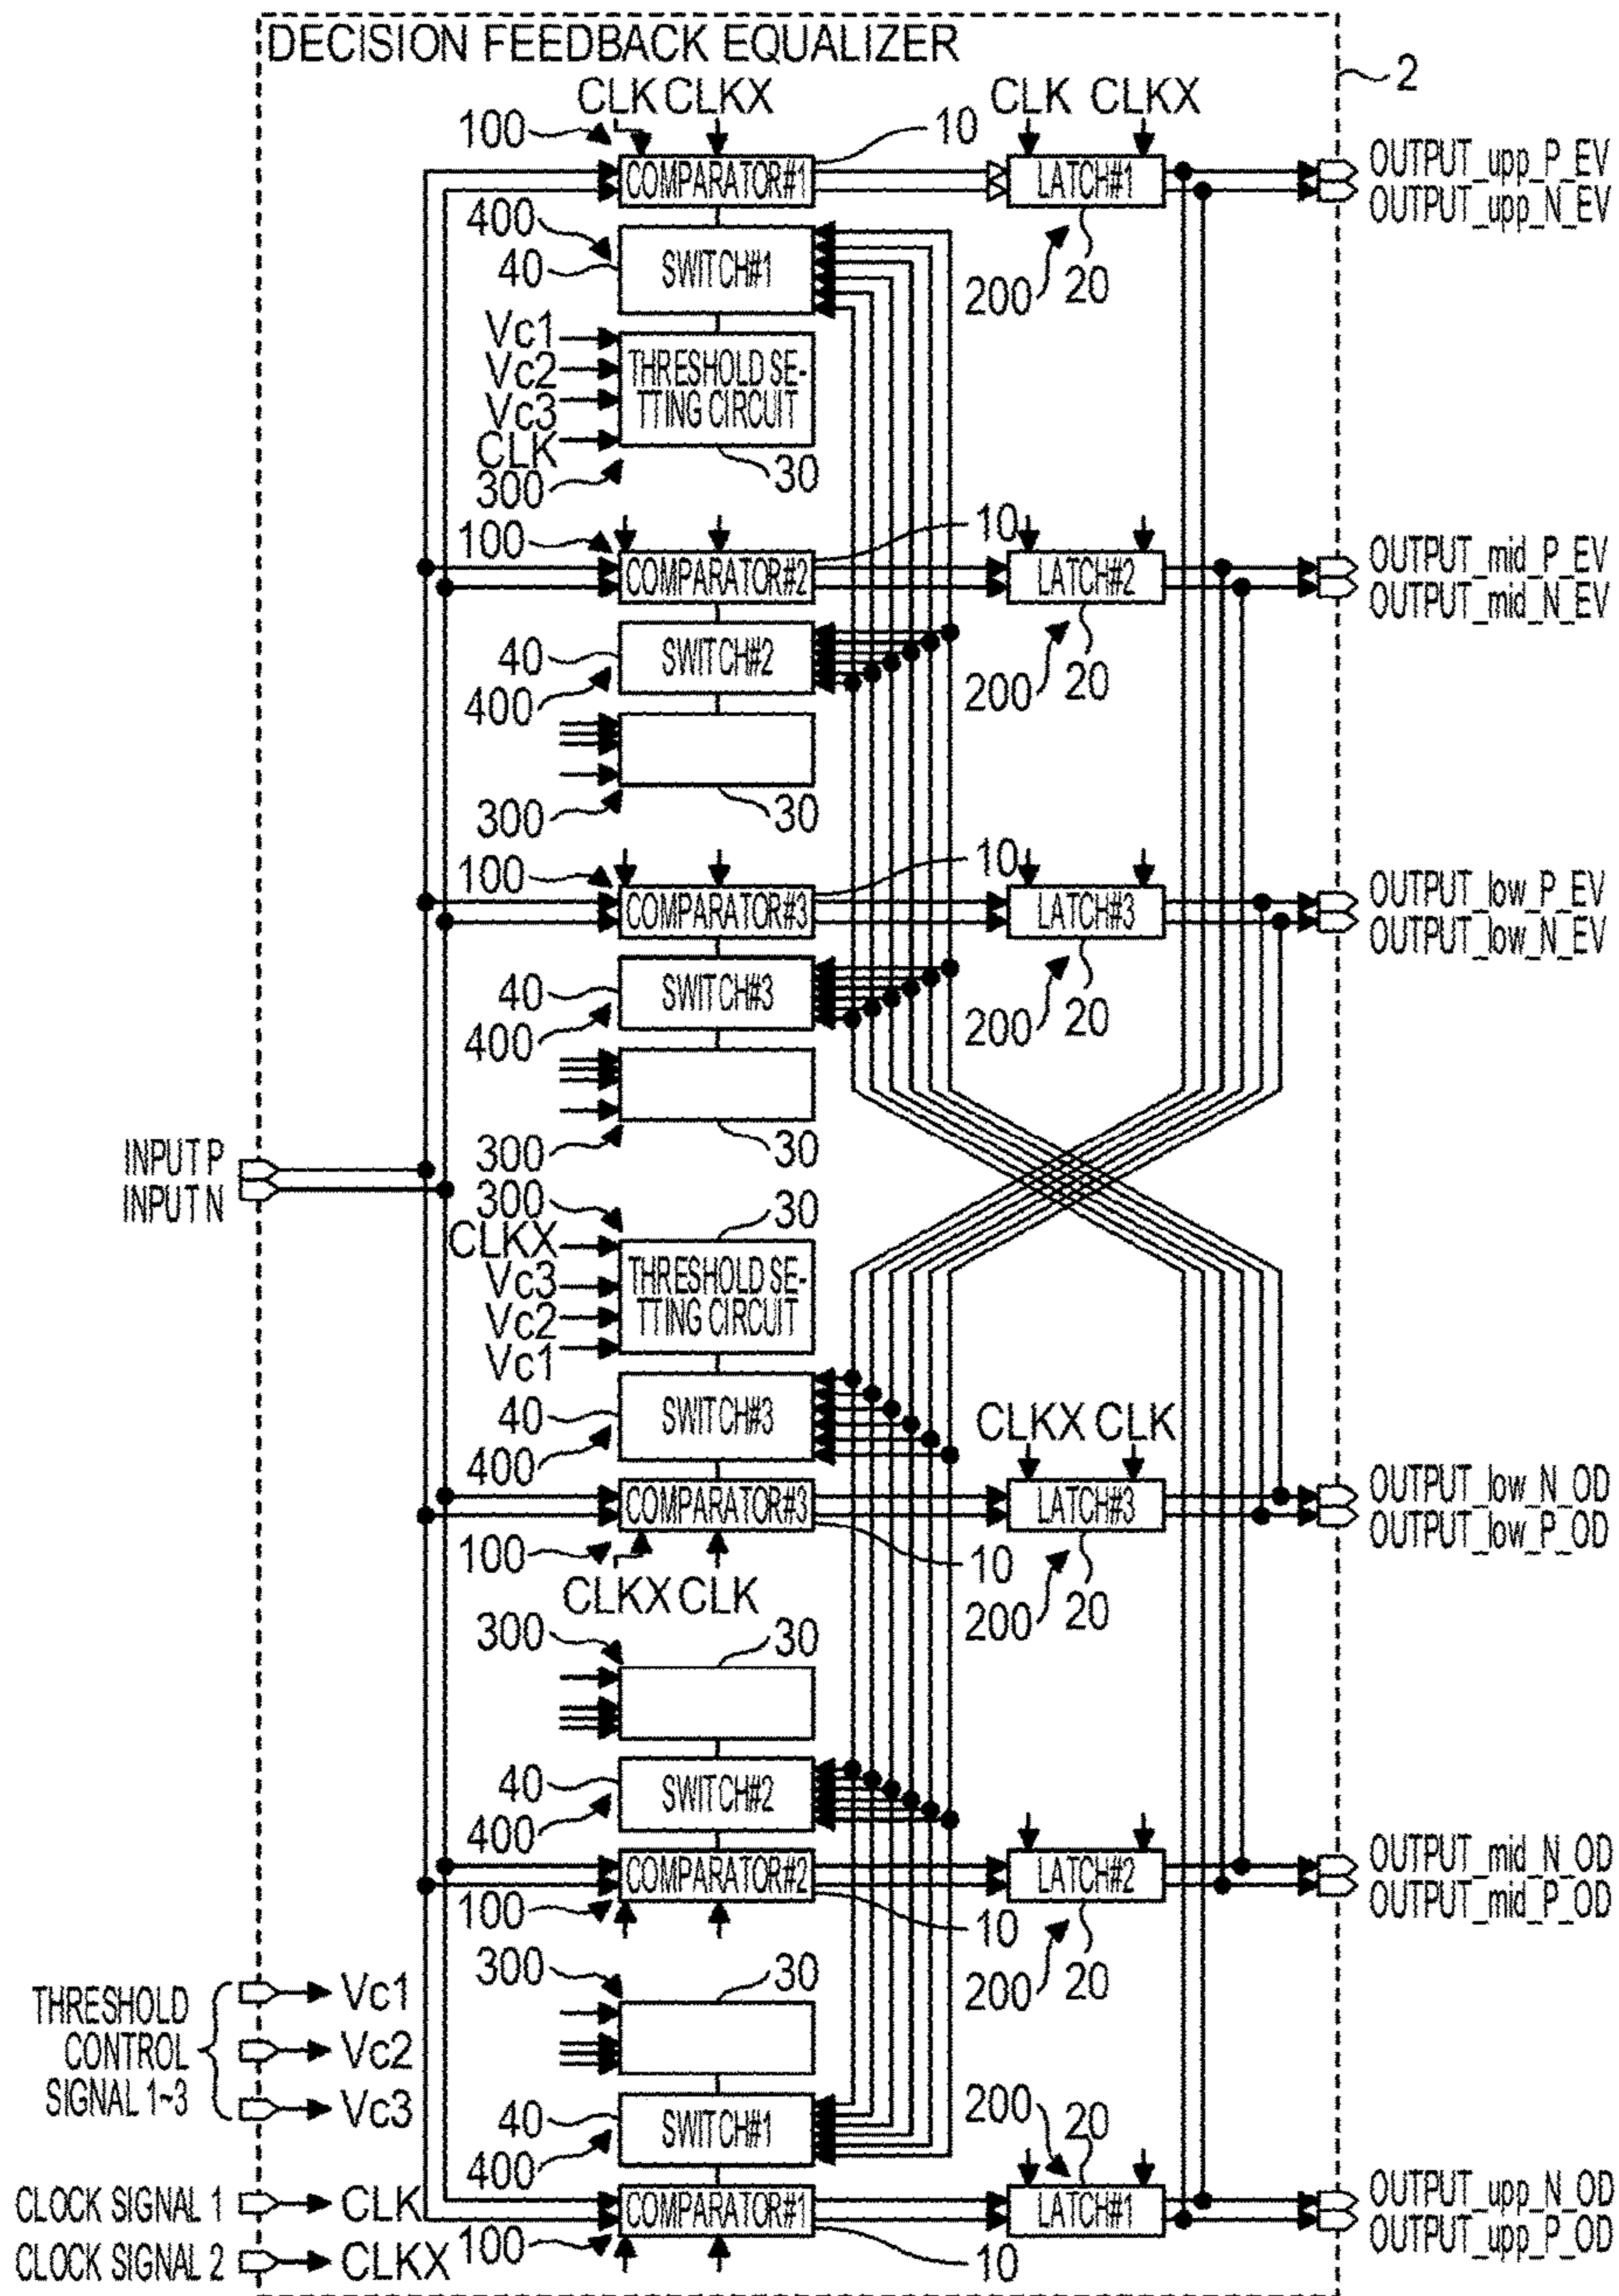 DECISION FEEDBACK EQUALIZER
2
CLK CLKX
CLK CLKX
100
10
COMPARATOR#1
LATCH#1
OUTPUT_upp_P_EV
OUTPUT_upp_N_EV
400
40
SWITCH#1
200
20
Vc1
Vc2
Vc3
CLK
THRESHOLD SE-
TTING CIRCUIT
300
30
100
10
COMPARATOR#2
LATCH#2
OUTPUT_mid_P_EV
OUTPUT_mid_N_EV
40
SWITCH#2
400
200
20
300
30
100
10
COMPARATOR#3
LATCH#3
OUTPUT_low_P_EV
OUTPUT_low_N_EV
40
SWITCH#3
400
200
20
300
30
INPUT P
INPUT N
300
30
CLKX
Vc3
Vc2
Vc1
THRESHOLD SE-
TTING CIRCUIT
40
SWITCH#3
400
CLKX CLK
COMPARATOR#3
LATCH#3
OUTPUT_low_N_OD
OUTPUT_low_P_OD
100
10
CLKX CLK
200
20
300
30
40
SWITCH#2
400
COMPARATOR#2
LATCH#2
OUTPUT_mid_N_OD
OUTPUT_mid_P_OD
100
10
200
20
300
30
THRESHOLD
CONTROL
SIGNAL 1~3
Vc1
Vc2
Vc3
40
SWITCH#1
400
200
20
COMPARATOR#1
LATCH#1
OUTPUT_upp_N_OD
OUTPUT_upp_P_OD
100
10
CLOCK SIGNAL 1
CLK
CLOCK SIGNAL 2
CLKX